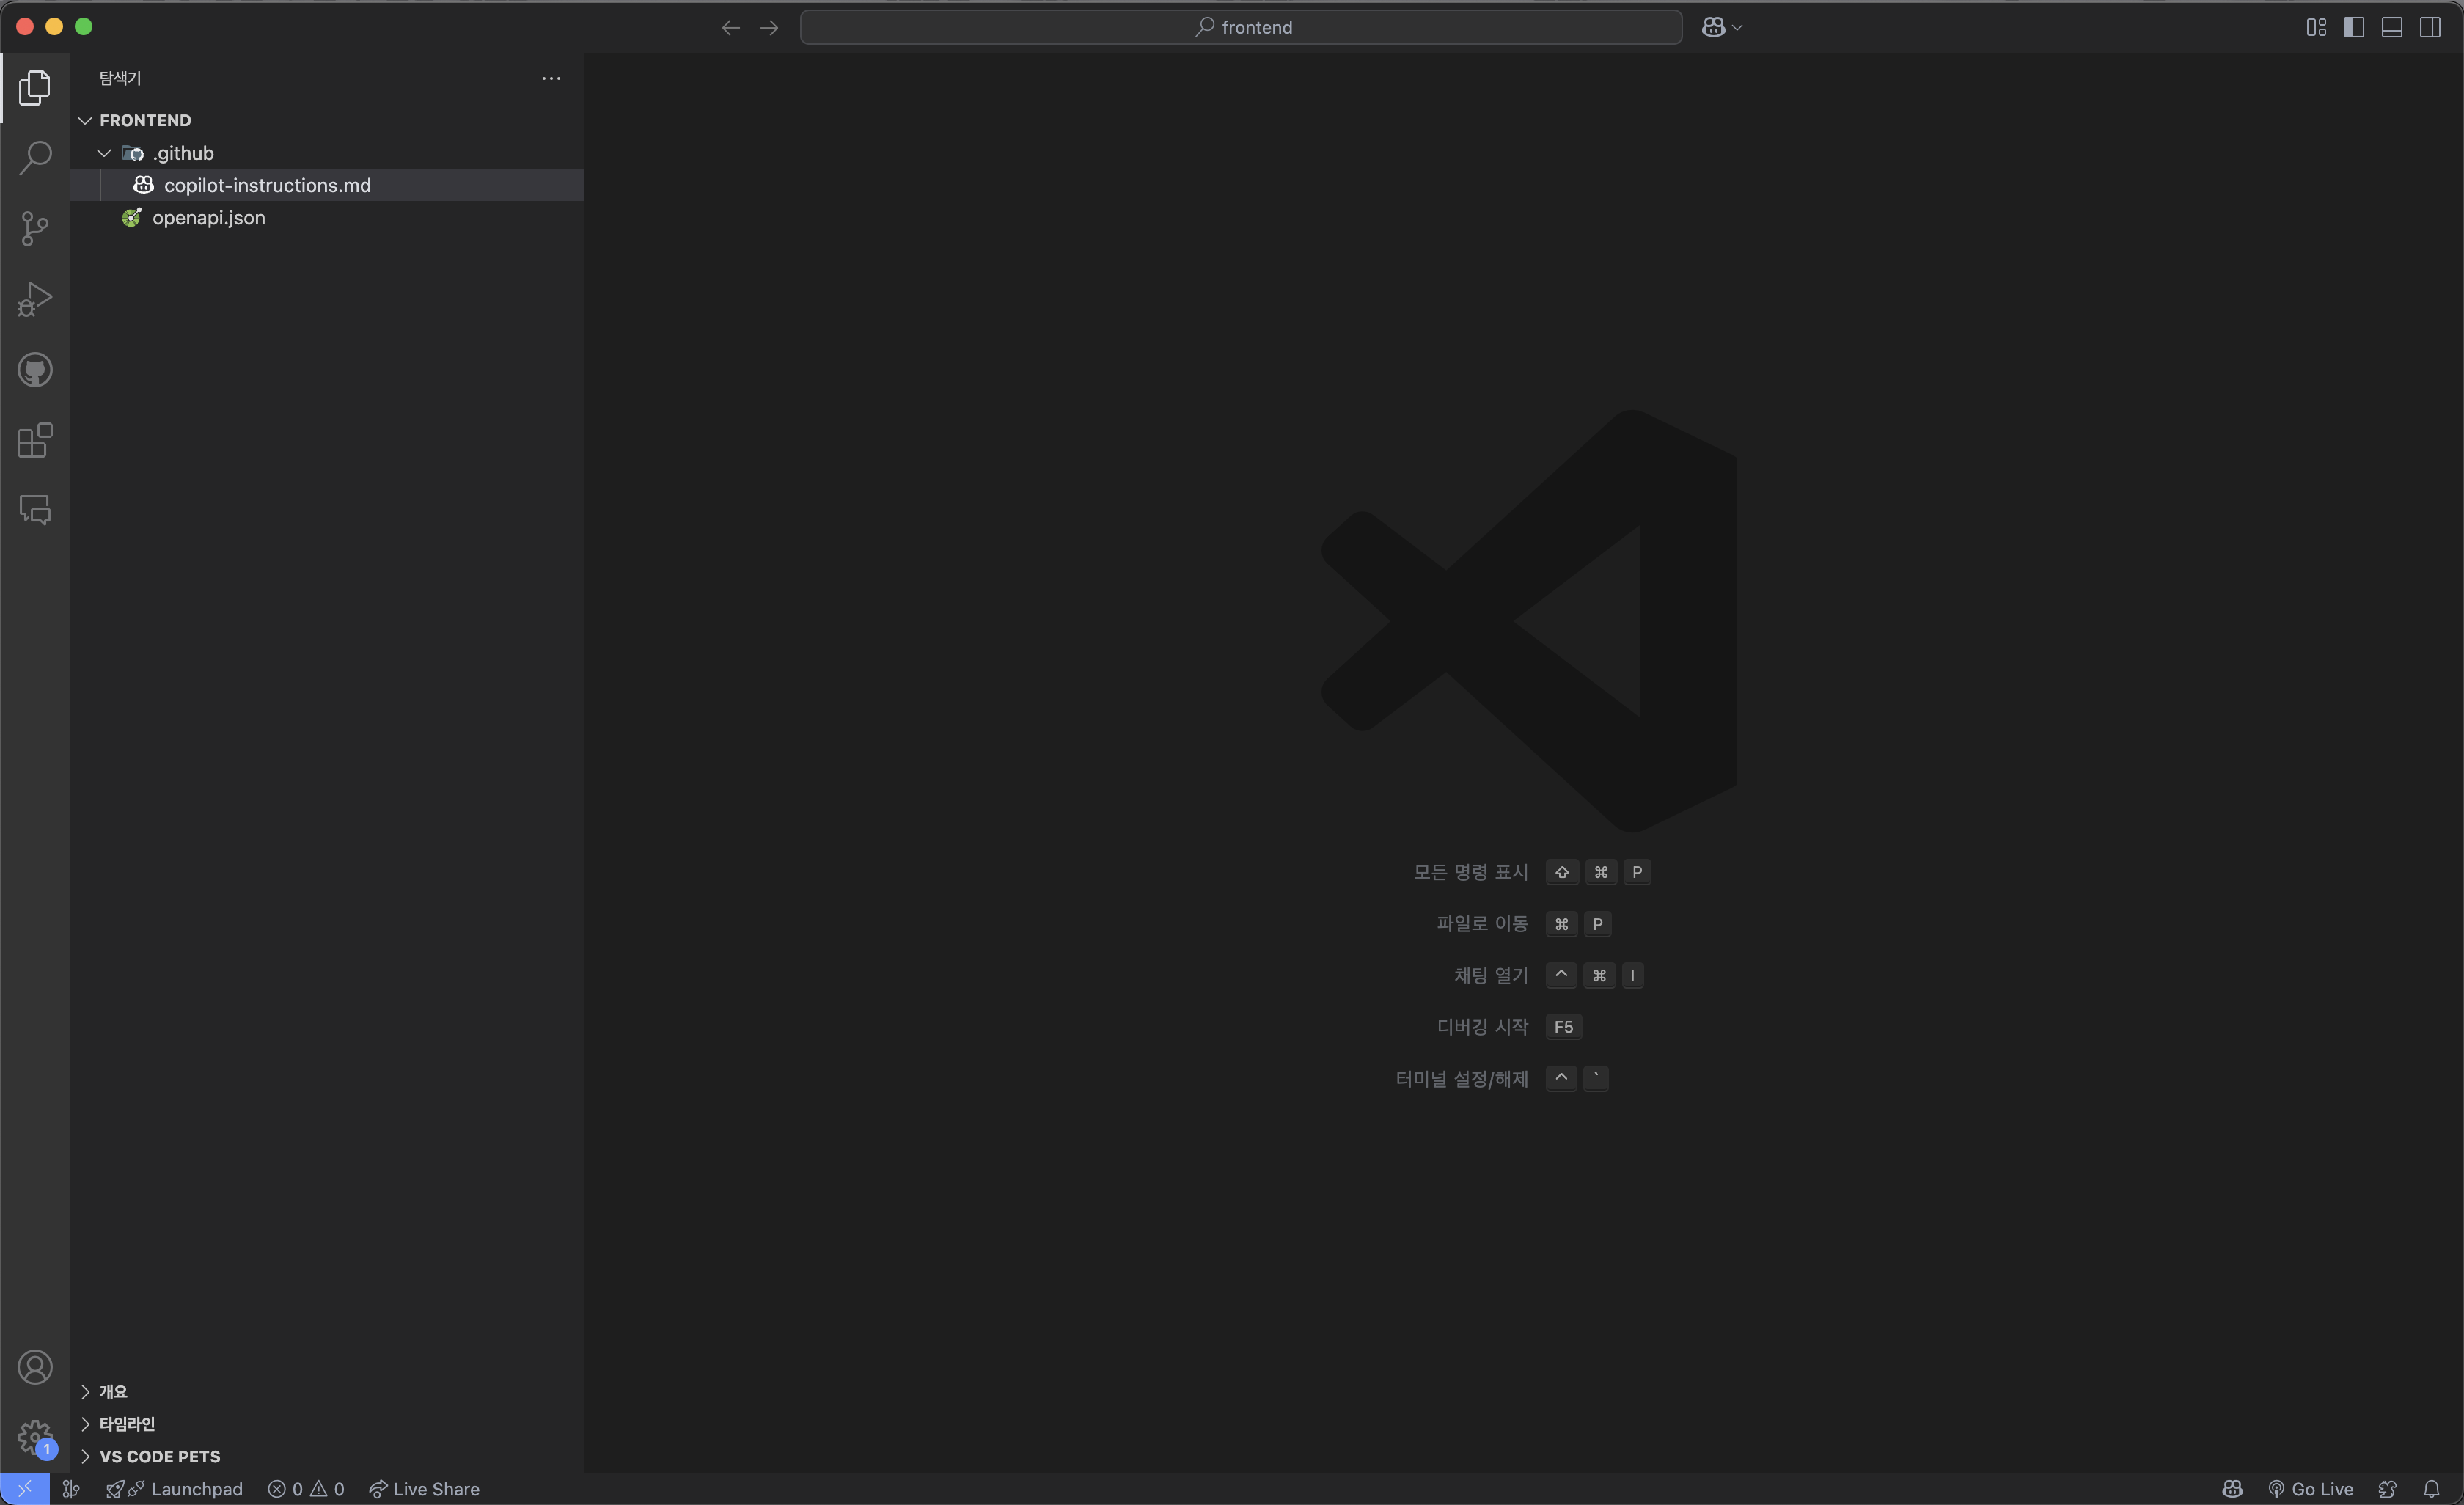 frontend
탐색기
FRONTEND
.github
copilot-instructions.md
openapi.json
모든 명령 표시 ⇧ ⌘ P
파일로 이동 ⌘ P
채팅 열기 ^ ⌘ I
디버깅 시작 F5
터미널 설정/해제 ^ `
개요
타임라인
VS CODE PETS
1
Launchpad 0 0 Live Share Go Live